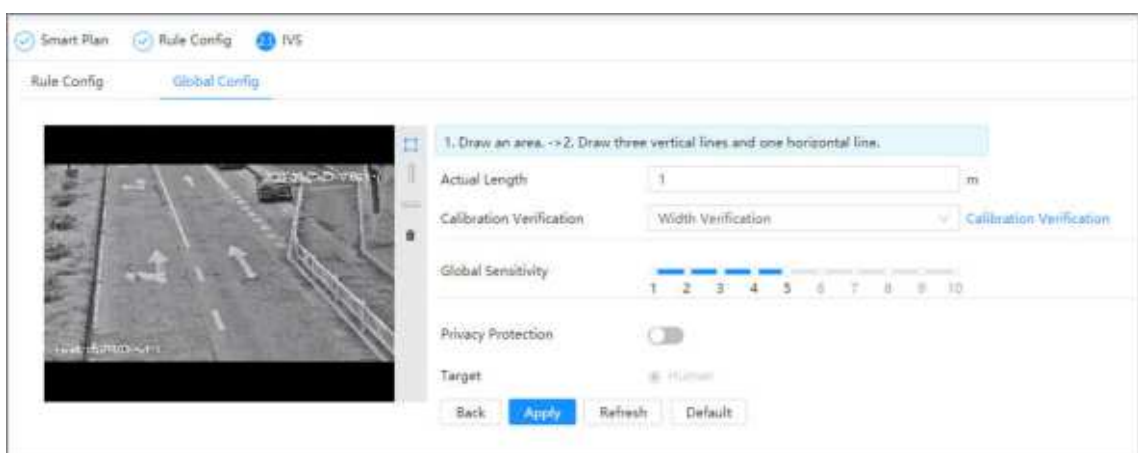 Smart Plan Rule Config 2.1 IVS
Rule Config Global Config
1. Draw an area. ->2. Draw three vertical lines and one horizontal line.
Actual Length 1 m
Calibration Verification Width Verification Calibration Verification
Global Sensitivity
1 2 3 4 5 6 7 8 9 10
Privacy Protection
Target Human
Back Apply Refresh Default